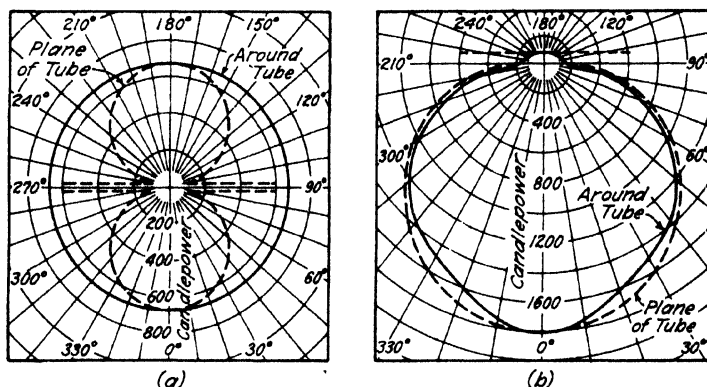 210° 180° 150°
Plane of Tube
Around Tube
240° 120°
270° 90°
200
400
600
800
Candlepower
300° 60°
330° 0° 30°
(a)
240° 180° 120°
210° 90°
400
800
1200
1600
Candlepower
300° 60°
Around Tube
Plane of Tube
330° 0° 30°
(b)